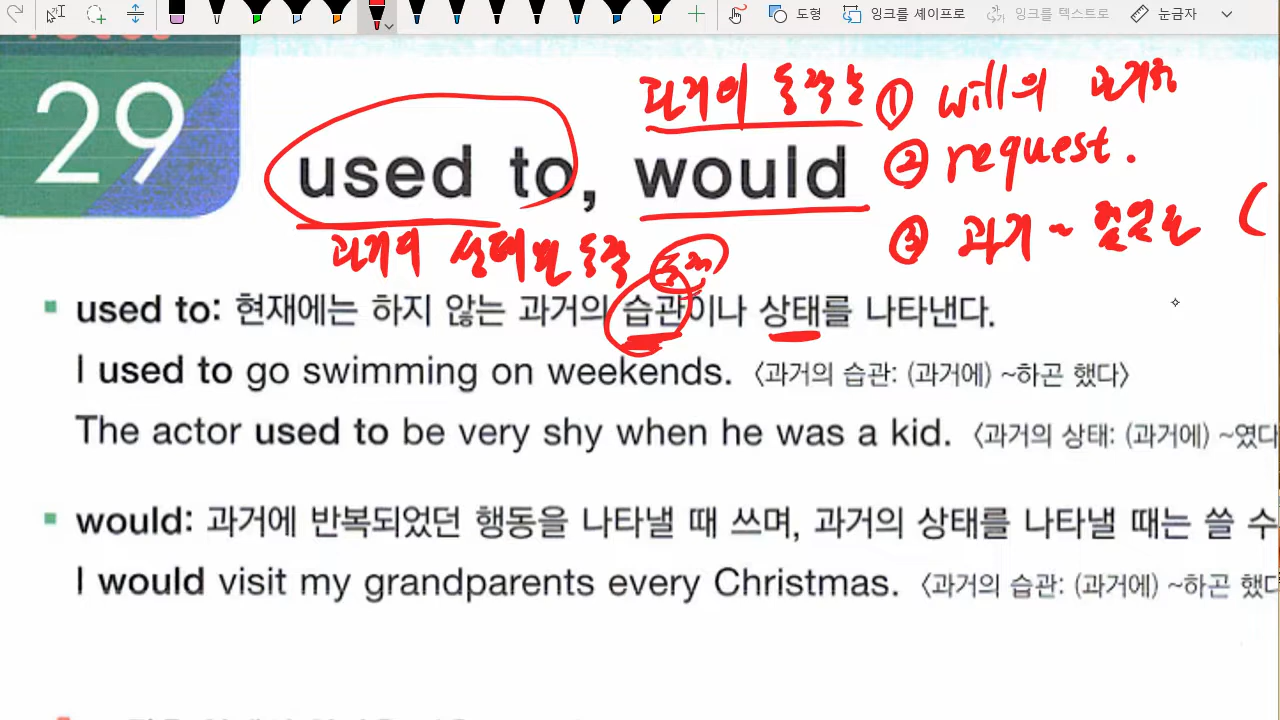 잉크를 셰이프로
도형
잉크를 텍스트로
눈금자
29
used to, would
과거의 동작는
① will의 과거
② request.
③ 과거 ~
과거의 상태와 동작
used to: 현재에는 하지 않는 과거의 습관이나 상태를 나타낸다.
I used to go swimming on weekends. 〈과거의 습관: (과거에) ~하곤 했다〉
The actor used to be very shy when he was a kid. 〈과거의 상태: (과거에) ~였다
would: 과거에 반복되었던 행동을 나타낼 때 쓰며, 과거의 상태를 나타낼 때는 쓸 수
I would visit my grandparents every Christmas. 〈과거의 습관: (과거에) ~하곤 했다